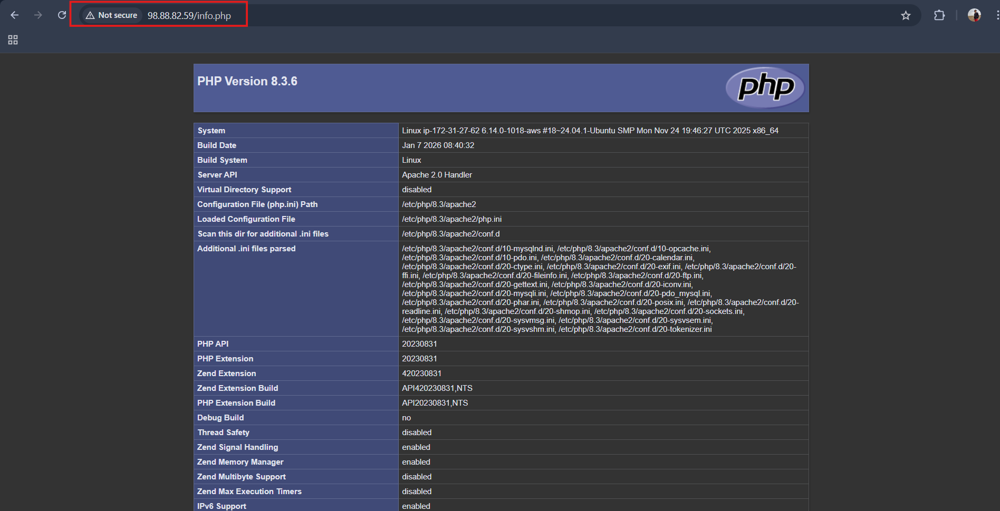 Not secure 98.88.82.59/info.php
PHP Version 8.3.6
php
System Linux ip-172-31-27-62 6.14.0-1018-aws #18~24.04.1-Ubuntu SMP Mon Nov 24 19:46:27 UTC 2025 x86_64
Build Date Jan 7 2026 08:40:32
Build System Linux
Server API Apache 2.0 Handler
Virtual Directory Support disabled
Configuration File (php.ini) Path /etc/php/8.3/apache2
Loaded Configuration File /etc/php/8.3/apache2/php.ini
Scan this dir for additional .ini files /etc/php/8.3/apache2/conf.d
Additional .ini files parsed /etc/php/8.3/apache2/conf.d/10-mysqlnd.ini, /etc/php/8.3/apache2/conf.d/10-opcache.ini,
/etc/php/8.3/apache2/conf.d/10-pdo.ini, /etc/php/8.3/apache2/conf.d/20-calendar.ini,
/etc/php/8.3/apache2/conf.d/20-ctype.ini, /etc/php/8.3/apache2/conf.d/20-exif.ini, /etc/php/8.3/apache2/conf.d/20-
ffi.ini, /etc/php/8.3/apache2/conf.d/20-fileinfo.ini, /etc/php/8.3/apache2/conf.d/20-ftp.ini,
/etc/php/8.3/apache2/conf.d/20-gettext.ini, /etc/php/8.3/apache2/conf.d/20-iconv.ini,
/etc/php/8.3/apache2/conf.d/20-mysqli.ini, /etc/php/8.3/apache2/conf.d/20-pdo_mysql.ini,
/etc/php/8.3/apache2/conf.d/20-phar.ini, /etc/php/8.3/apache2/conf.d/20-posix.ini, /etc/php/8.3/apache2/conf.d/20-
readline.ini, /etc/php/8.3/apache2/conf.d/20-shmop.ini, /etc/php/8.3/apache2/conf.d/20-sockets.ini,
/etc/php/8.3/apache2/conf.d/20-sysvmsg.ini, /etc/php/8.3/apache2/conf.d/20-sysvsem.ini,
/etc/php/8.3/apache2/conf.d/20-sysvshm.ini, /etc/php/8.3/apache2/conf.d/20-tokenizer.ini
PHP API 20230831
PHP Extension 20230831
Zend Extension 420230831
Zend Extension Build API420230831,NTS
PHP Extension Build API20230831,NTS
Debug Build no
Thread Safety disabled
Zend Signal Handling enabled
Zend Memory Manager enabled
Zend Multibyte Support disabled
Zend Max Execution Timers disabled
IPv6 Support enabled